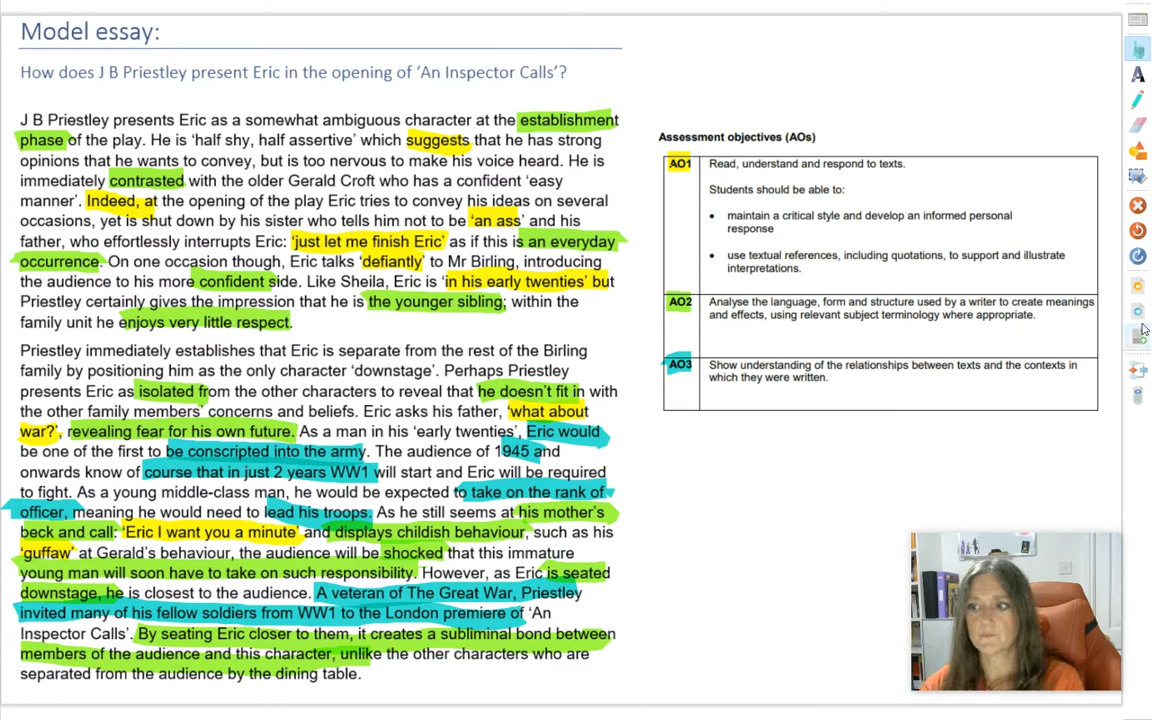 Model essay:
How does J B Priestley present Eric in the opening of ‘An Inspector Calls’?
J B Priestley presents Eric as a somewhat ambiguous character at the establishment
phase of the play. He is ‘half shy, half assertive’ which suggests that he has strong
opinions that he wants to convey, but is too nervous to make his voice heard. He is
immediately contrasted with the older Gerald Croft who has a confident ‘easy
manner’. Indeed, at the opening of the play Eric tries to convey his ideas on several
occasions, yet is shut down by his sister who tells him not to be ‘an ass’ and his
father, who effortlessly interrupts Eric: ‘just let me finish Eric’ as if this is an everyday
occurrence. On one occasion though, Eric talks ‘defiantly’ to Mr Birling, introducing
the audience to his more confident side. Like Sheila, Eric is ‘in his early twenties’ but
Priestley certainly gives the impression that he is the younger sibling; within the
family unit he enjoys very little respect.
Priestley immediately establishes that Eric is separate from the rest of the Birling
family by positioning him as the only character ‘downstage’. Perhaps Priestley
presents Eric as isolated from the other characters to reveal that he doesn’t fit in with
the other family members’ concerns and beliefs. Eric asks his father, ‘what about
war?’, revealing fear for his own future. As a man in his ‘early twenties’, Eric would
be one of the first to be conscripted into the army. The audience of 1945 and
onwards know of course that in just 2 years WW1 will start and Eric will be required
to fight. As a young middle-class man, he would be expected to take on the rank of
officer, meaning he would need to lead his troops. As he still seems at his mother’s
beck and call: ‘Eric I want you a minute’ and displays childish behaviour, such as his
‘guffaw’ at Gerald’s behaviour, the audience will be shocked that this immature
young man will soon have to take on such responsibility. However, as Eric is seated
downstage, he is closest to the audience. A veteran of The Great War, Priestley
invited many of his fellow soldiers from WW1 to the London premiere of ‘An
Inspector Calls’. By seating Eric closer to them, it creates a subliminal bond between
members of the audience and this character, unlike the other characters who are
separated from the audience by the dining table.
Assessment objectives (AOs)
AO1 Read, understand and respond to texts.
Students should be able to:
• maintain a critical style and develop an informed personal
response
• use textual references, including quotations, to support and illustrate
interpretations.
AO2 Analyse the language, form and structure used by a writer to create meanings
and effects, using relevant subject terminology where appropriate.
AO3 Show understanding of the relationships between texts and the contexts in
which they were written.